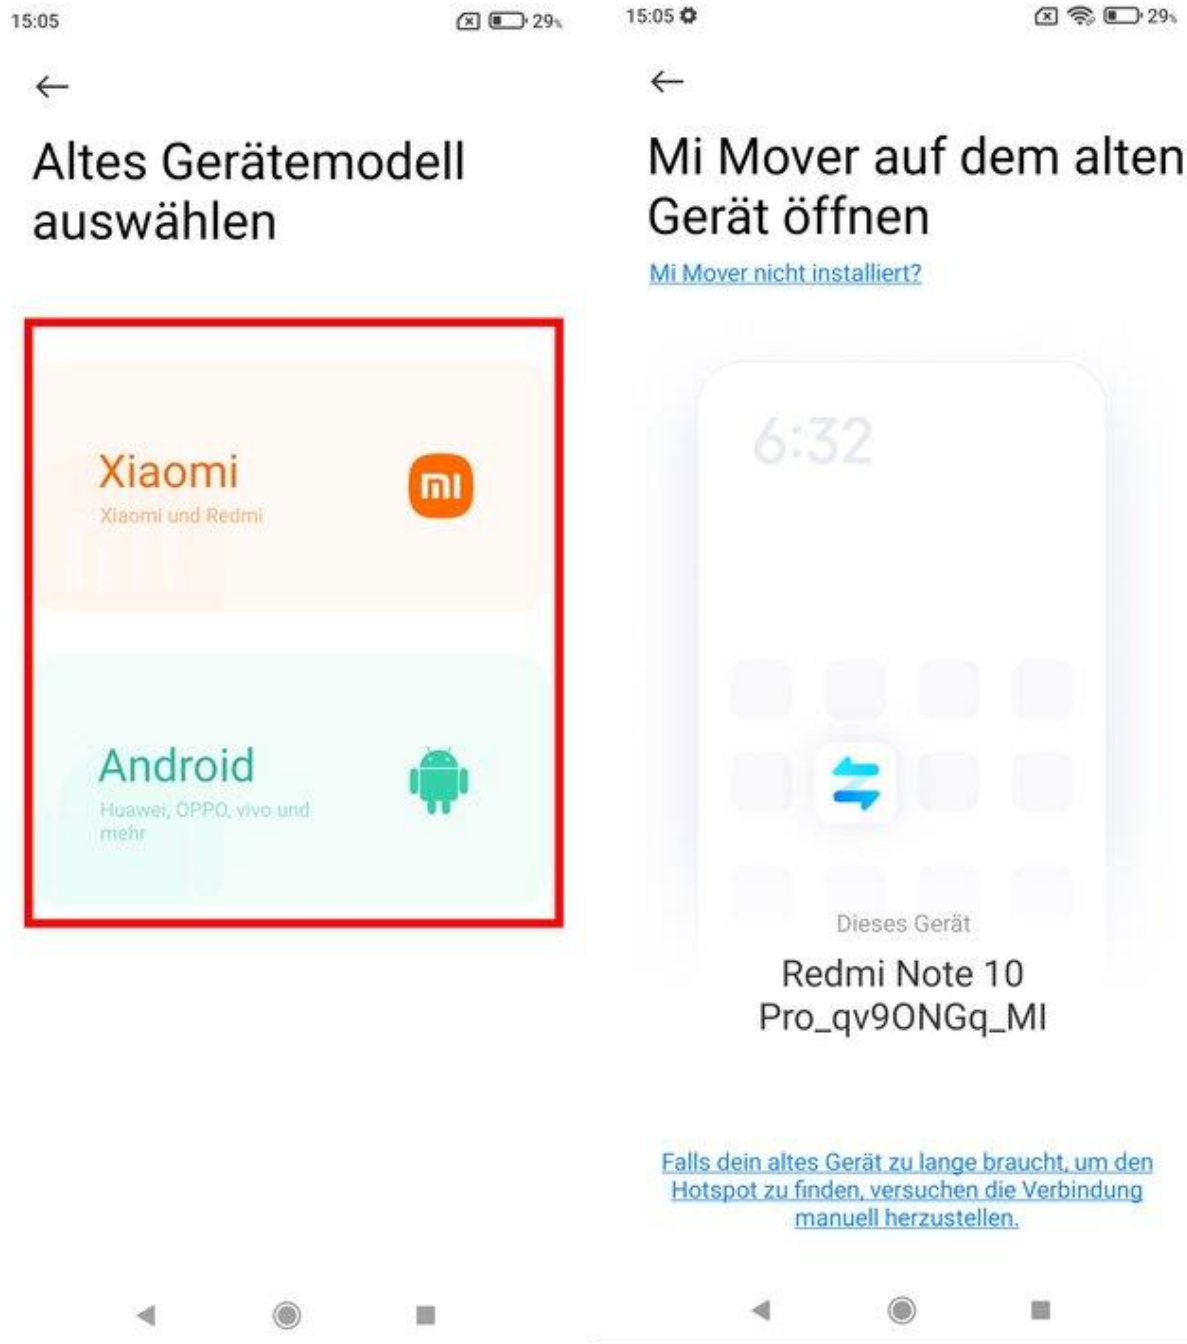 15:05
29%
Altes Gerätemodell
auswählen
Xiaomi
Xiaomi und Redmi
Android
Huawei, OPPO, vivo und
mehr
15:05
29%
Mi Mover auf dem alten
Gerät öffnen
Mi Mover nicht installiert?
6:32
Dieses Gerät
Redmi Note 10
Pro_qv9ONGq_MI
Falls dein altes Gerät zu lange braucht, um den
Hotspot zu finden, versuchen die Verbindung
manuell herzustellen.